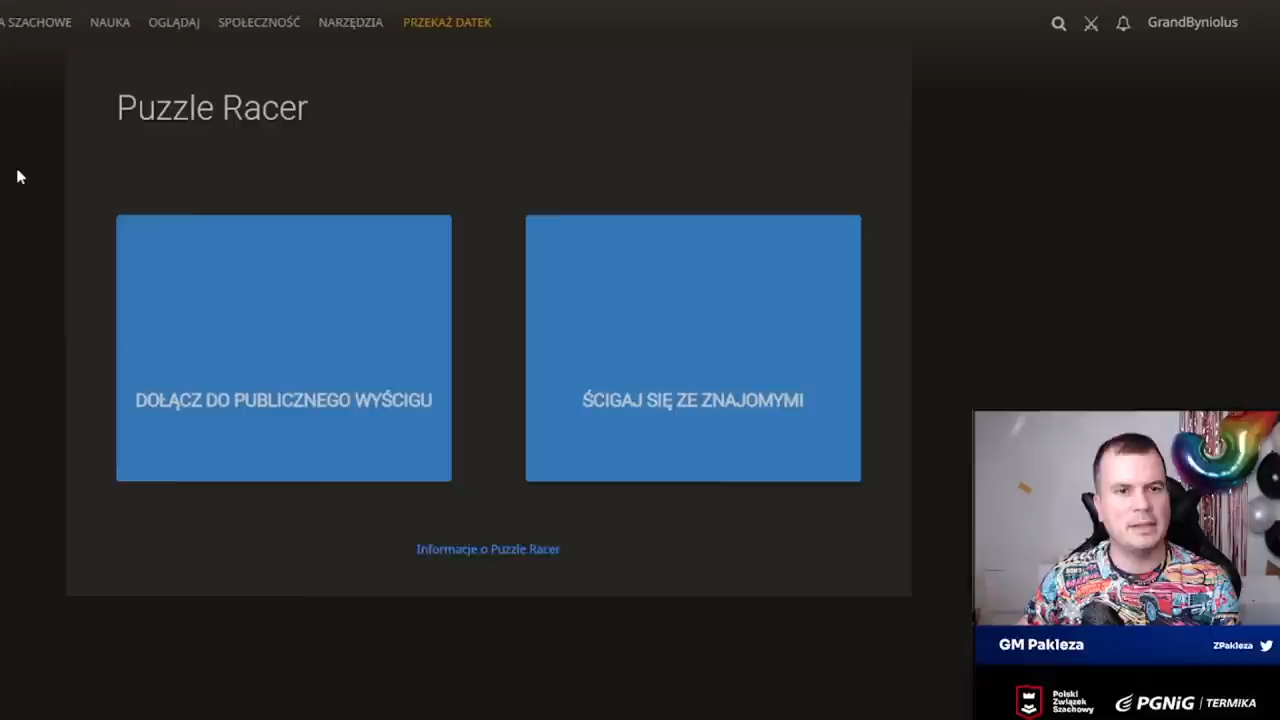 A SZACHOWE NAUKA OGLĄDAJ SPOŁECZNOŚĆ NARZĘDZIA PRZEKAŻ DATEK GrandByniolus
Puzzle Racer
DOŁĄCZ DO PUBLICZNEGO WYŚCIGU
ŚCIGAJ SIĘ ZE ZNAJOMYMI
Informacje o Puzzle Racer
GM Pakleza
ZPakleza
Polski
Związek
Szachowy
PGNiG | TERMIKA